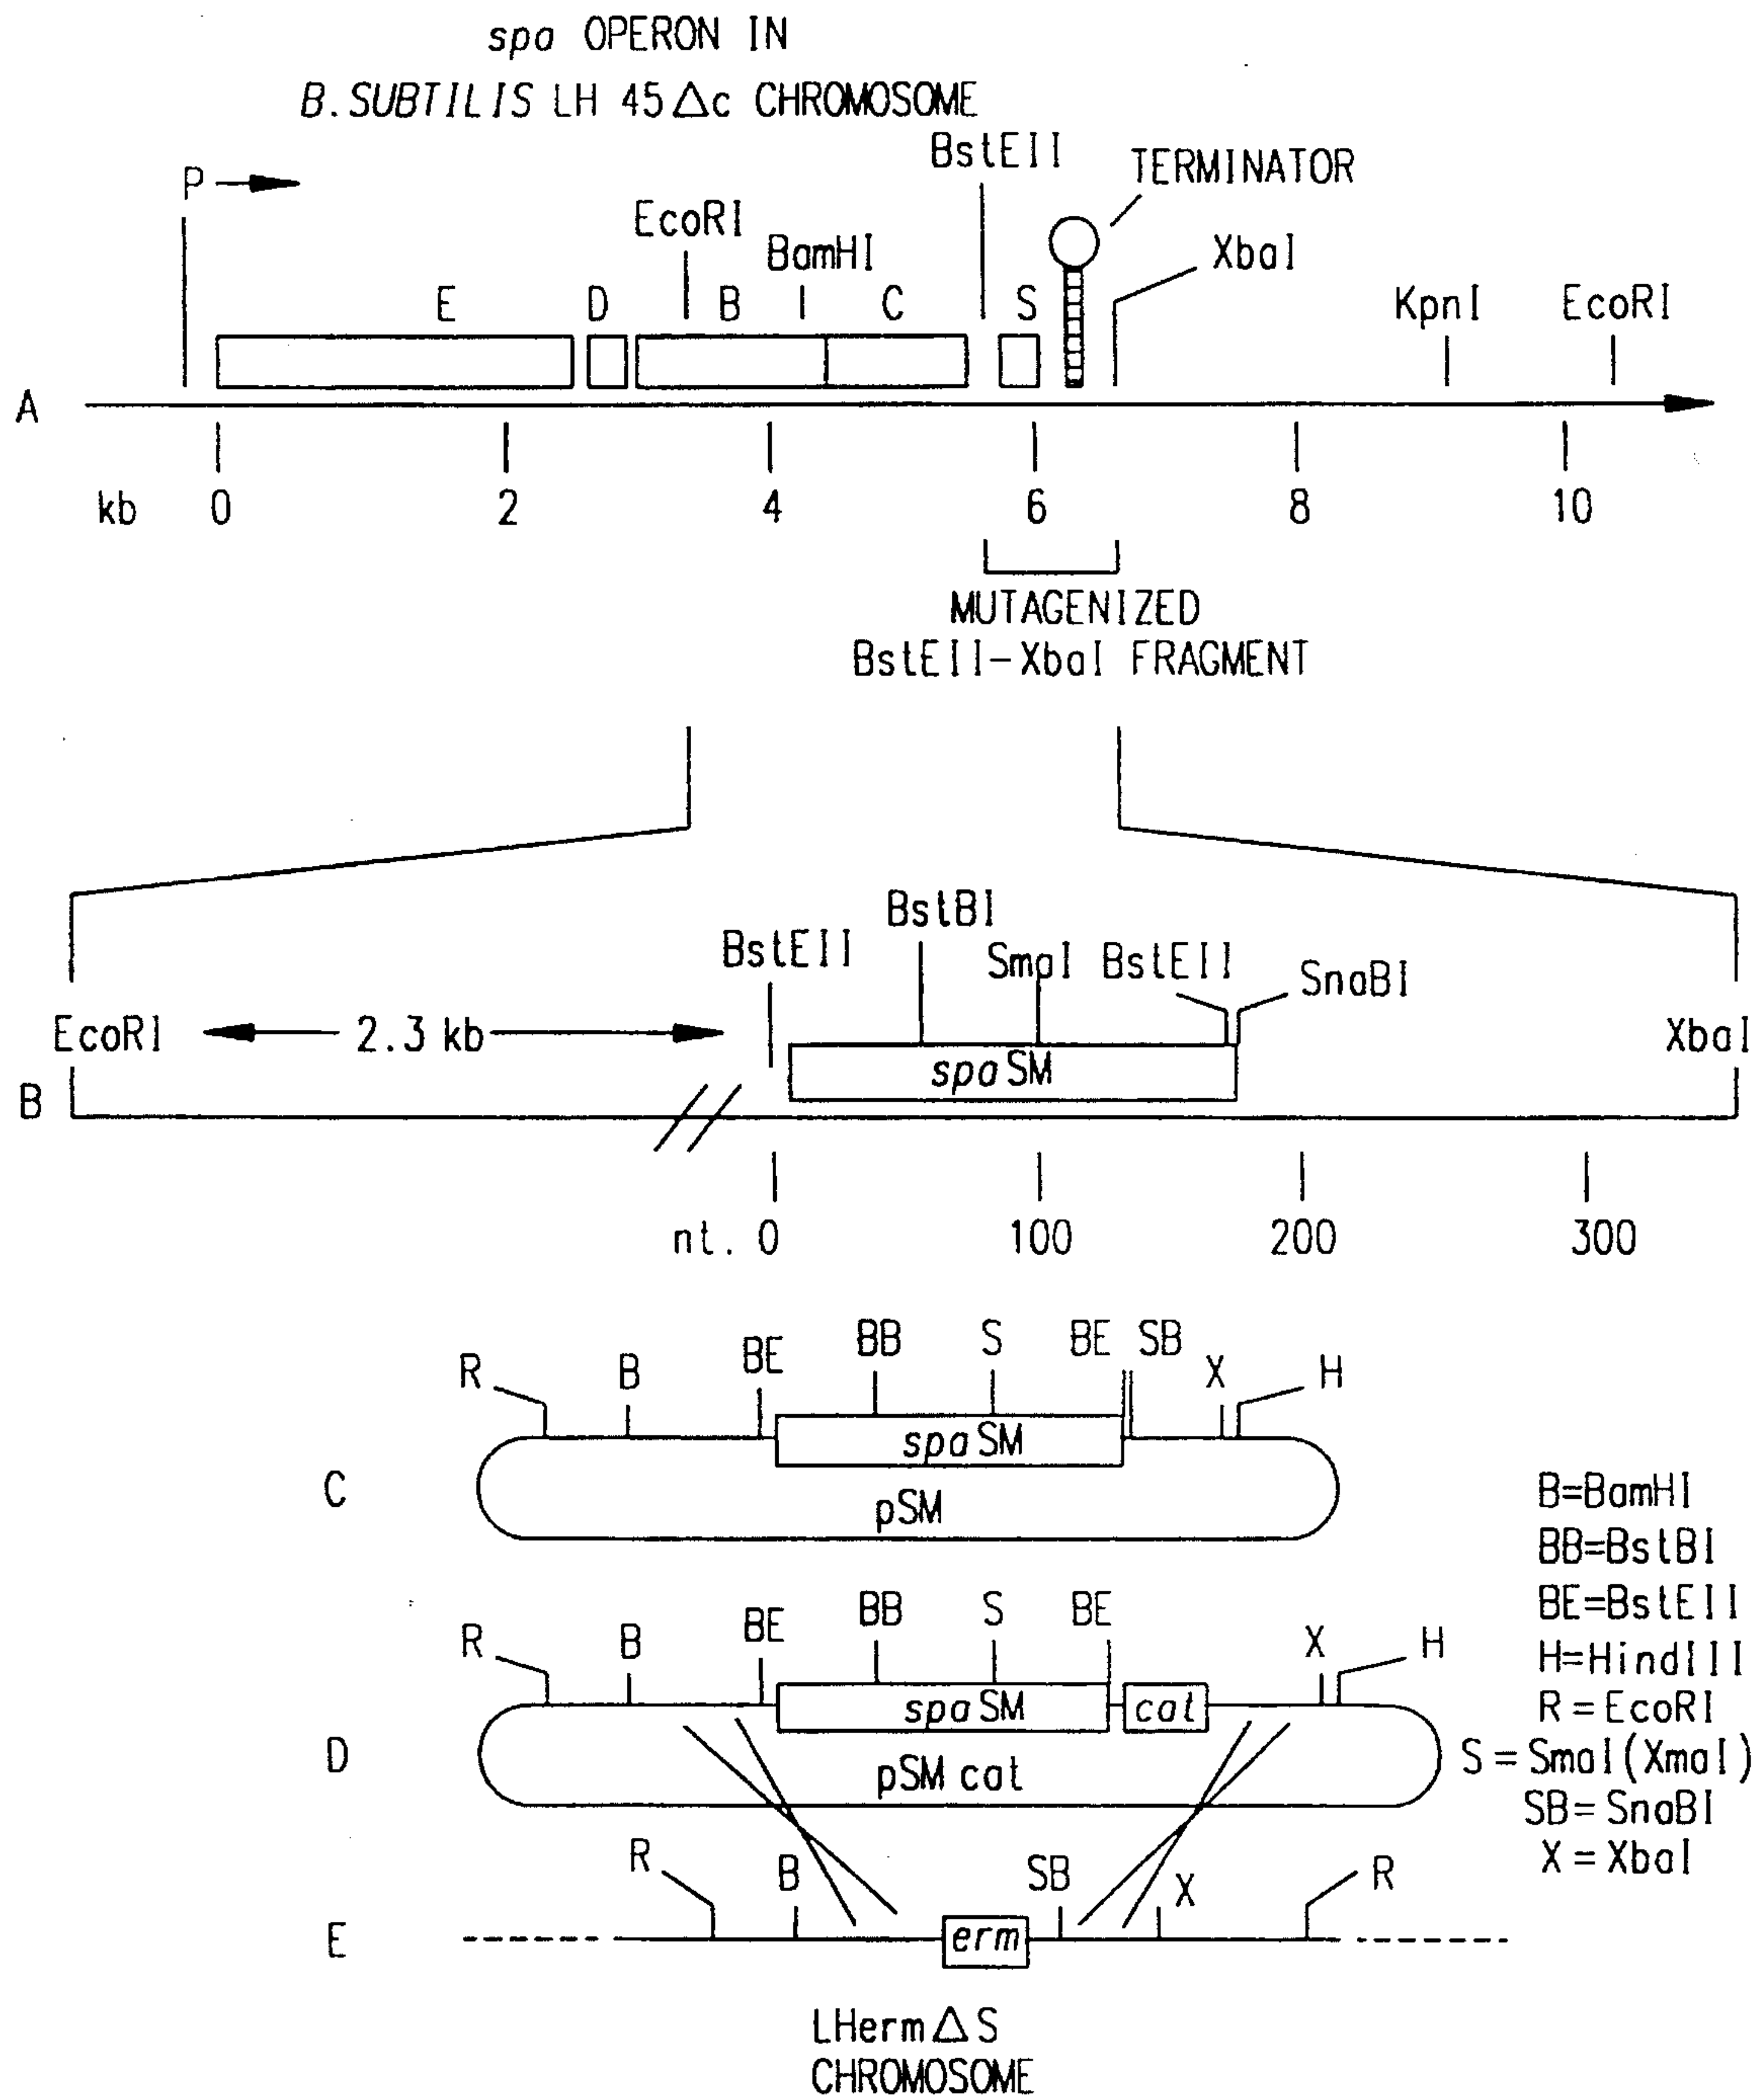 spa OPERON IN
B. SUBTILIS LH 45△c CHROMOSOME
P
BstEII
TERMINATOR
EcoRI
BamHI
XbaI
E D B C S
KpnI EcoRI
A
kb 0 2 4 6 8 10
MUTAGENIZED
BstEII-XbaI FRAGMENT
BstBI
BstEII
SmaI BstEII SnaBI
EcoRI 2.3 kb XbaI
spaSM
B
nt. 0 100 200 300
R B BE BB S BE SB X H
spaSM
C
pSM
R B BE BB S BE X H
spaSM cat
D
pSM cat
R B SB X R
E
erm
LHerm△S
CHROMOSOME
B=BamHI
BB=BstBI
BE=BstEII
H=HindIII
R=EcoRI
S=SmaI(XmaI)
SB=SnaBI
X=XbaI